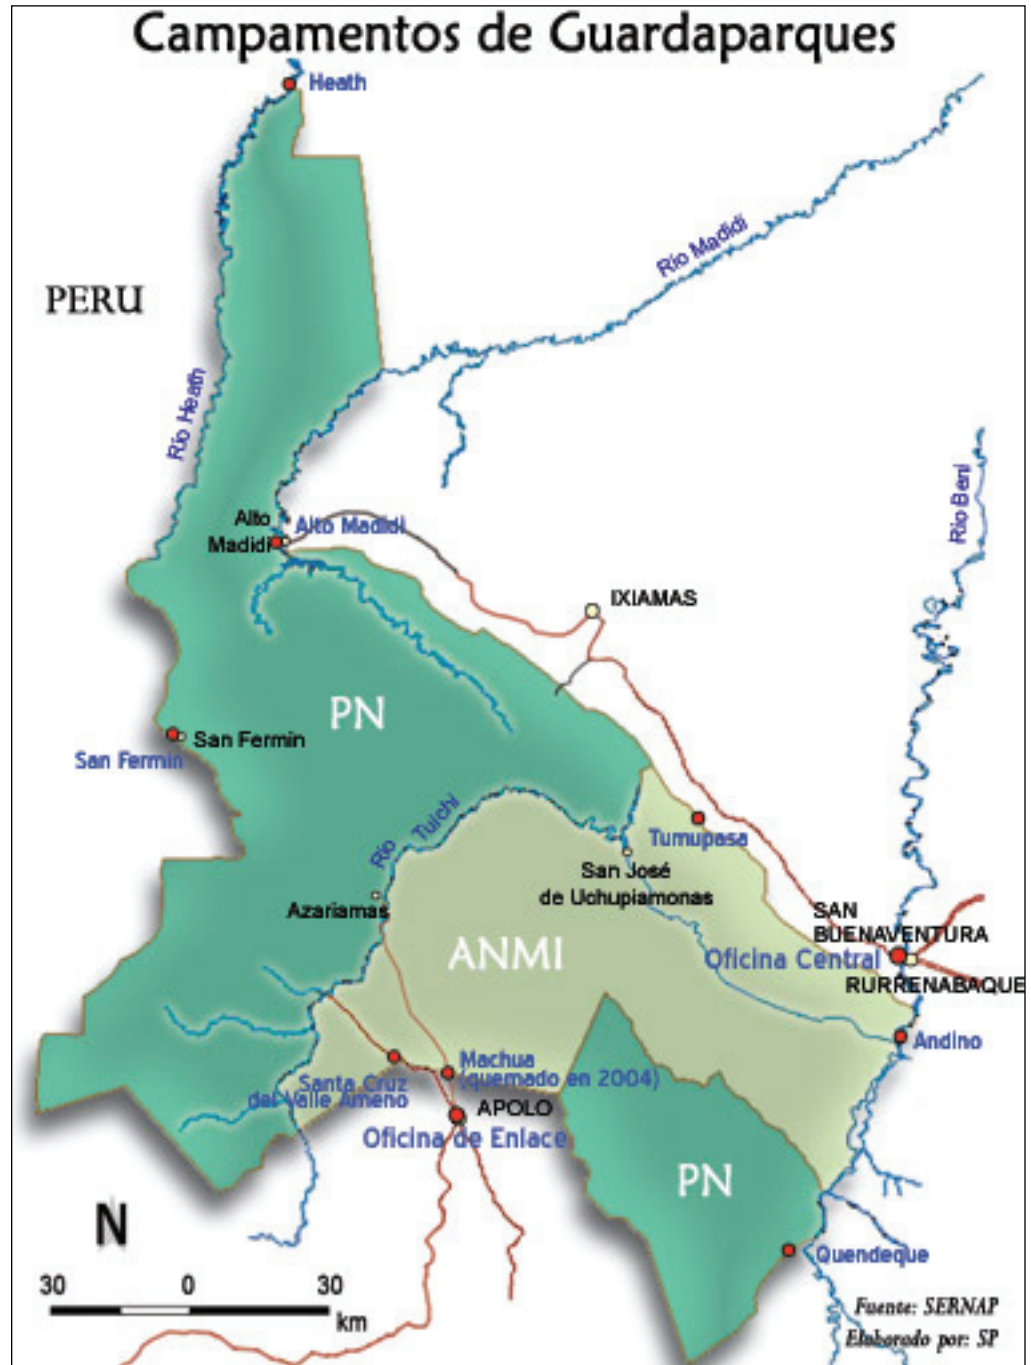 Campamentos de Guardaparques
Heath
Río Madidi
PERU
Río Heath
Río Beni
Alto
Madidi
Alto Madidi
IXIAMAS
PN
San Fermin
San Fermin
Río Tuichi
Tumupasa
San José
de Uchupiamonas
Azariamas
SAN
BUENAVENTURA
ANMI
Oficina Central
RURRENABAQUE
Andino
Machua
(quemado en 2004)
Santa Cruz
del Valle Ameno
APOLO
Oficina de Enlace
PN
N
Quendeque
30 0 30
km
Fuente: SERNAP
Elaborado por: SP